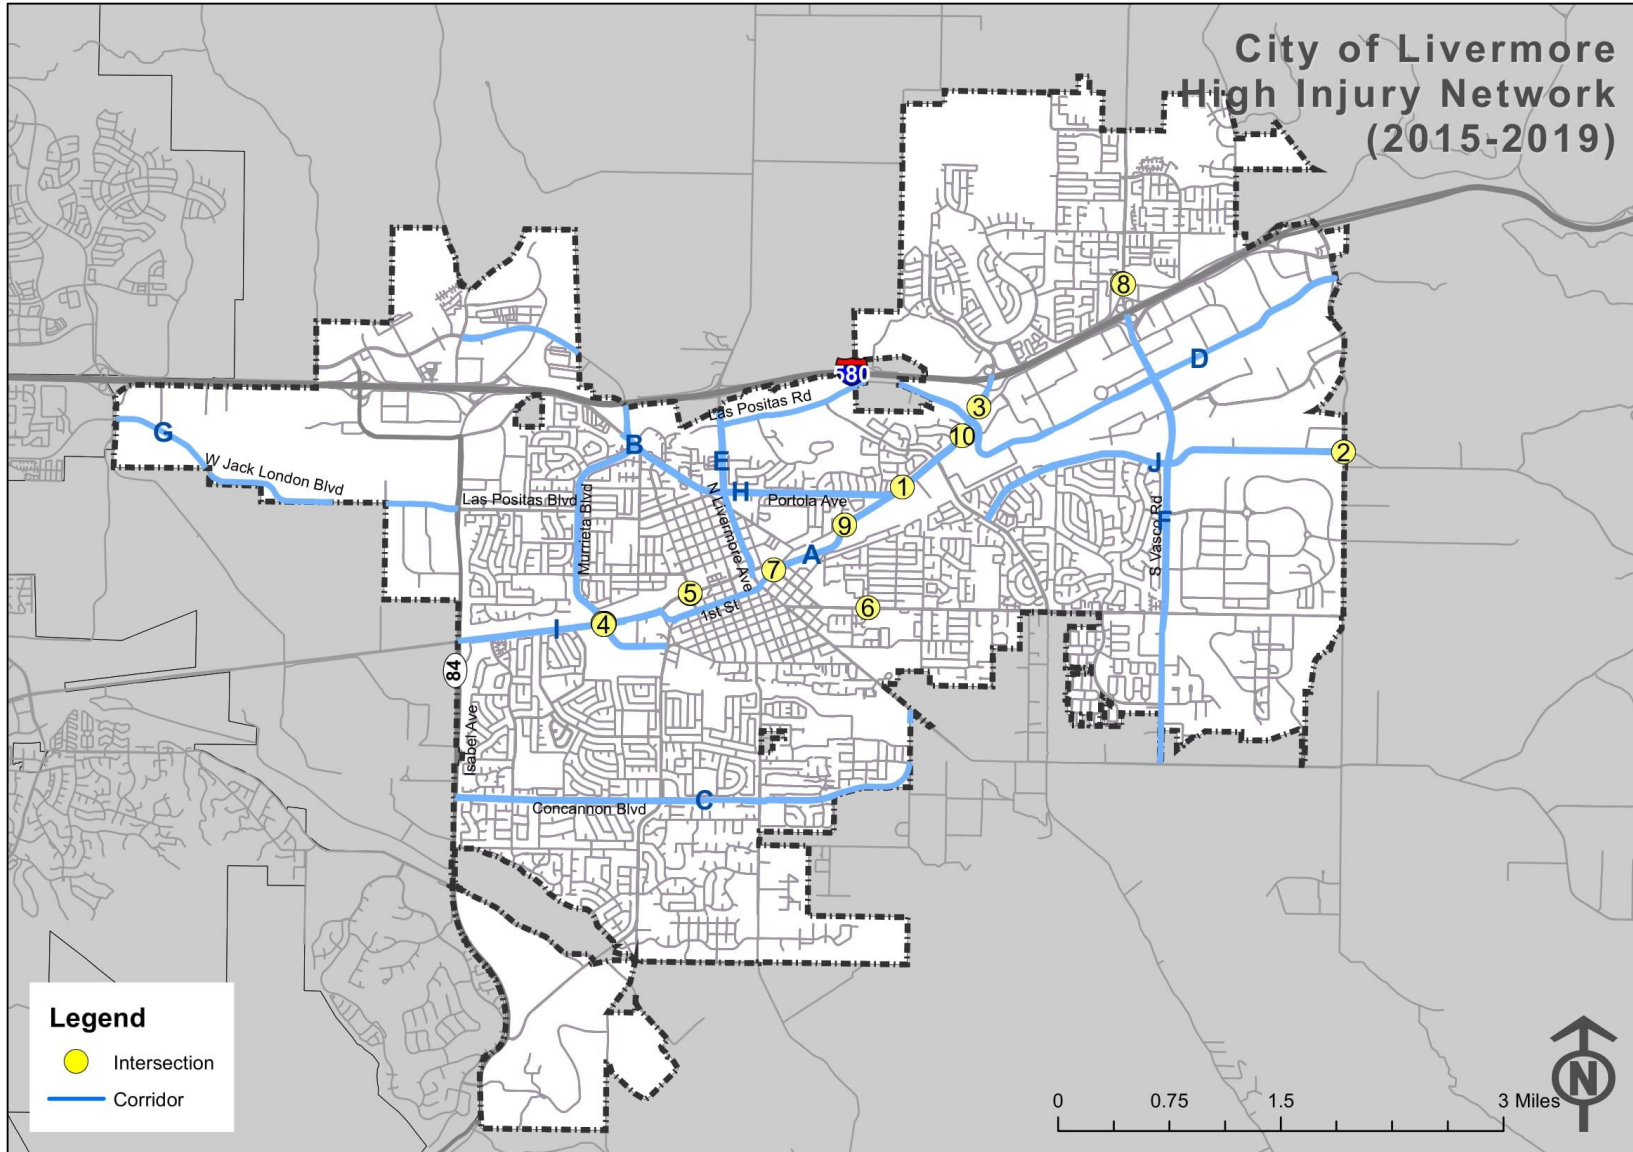 City of Livermore
High Injury Network
(2015-2019)
8
580
D
Las Positas Rd
3
G
10
B
2
E
J
W Jack London Blvd
1
H
Las Positas Blvd
Portola Ave
Murrieta Blvd
N Livermore Ave
9
F
S Vasco Rd
A
7
5
6
1st St
4
I
84
Isabel Ave
C
Concannon Blvd
Legend
Intersection
Corridor
0 0.75 1.5 3 Miles
N